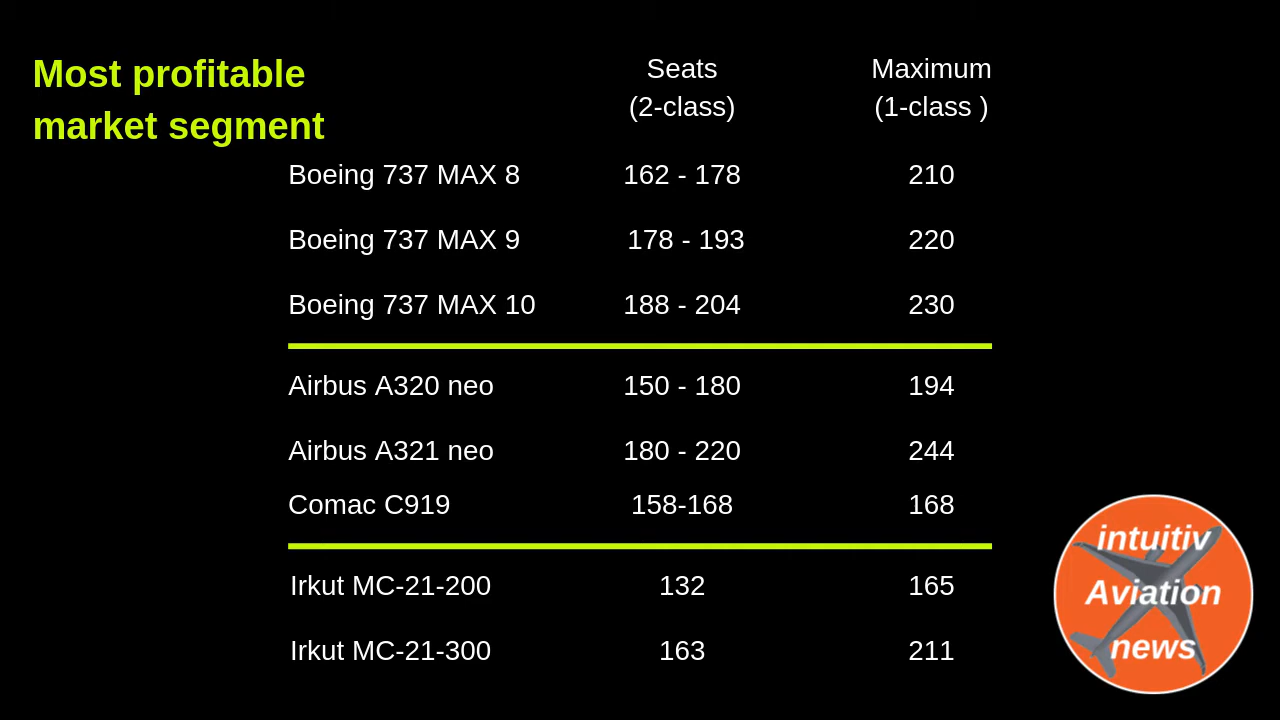 Most profitable
market segment
Seats
(2-class)
Maximum
(1-class )
Boeing 737 MAX 8 162 - 178 210
Boeing 737 MAX 9 178 - 193 220
Boeing 737 MAX 10 188 - 204 230
Airbus A320 neo 150 - 180 194
Airbus A321 neo 180 - 220 244
Comac C919 158-168 168
Irkut MC-21-200 132 165
Irkut MC-21-300 163 211
intuitiv
Aviation
news